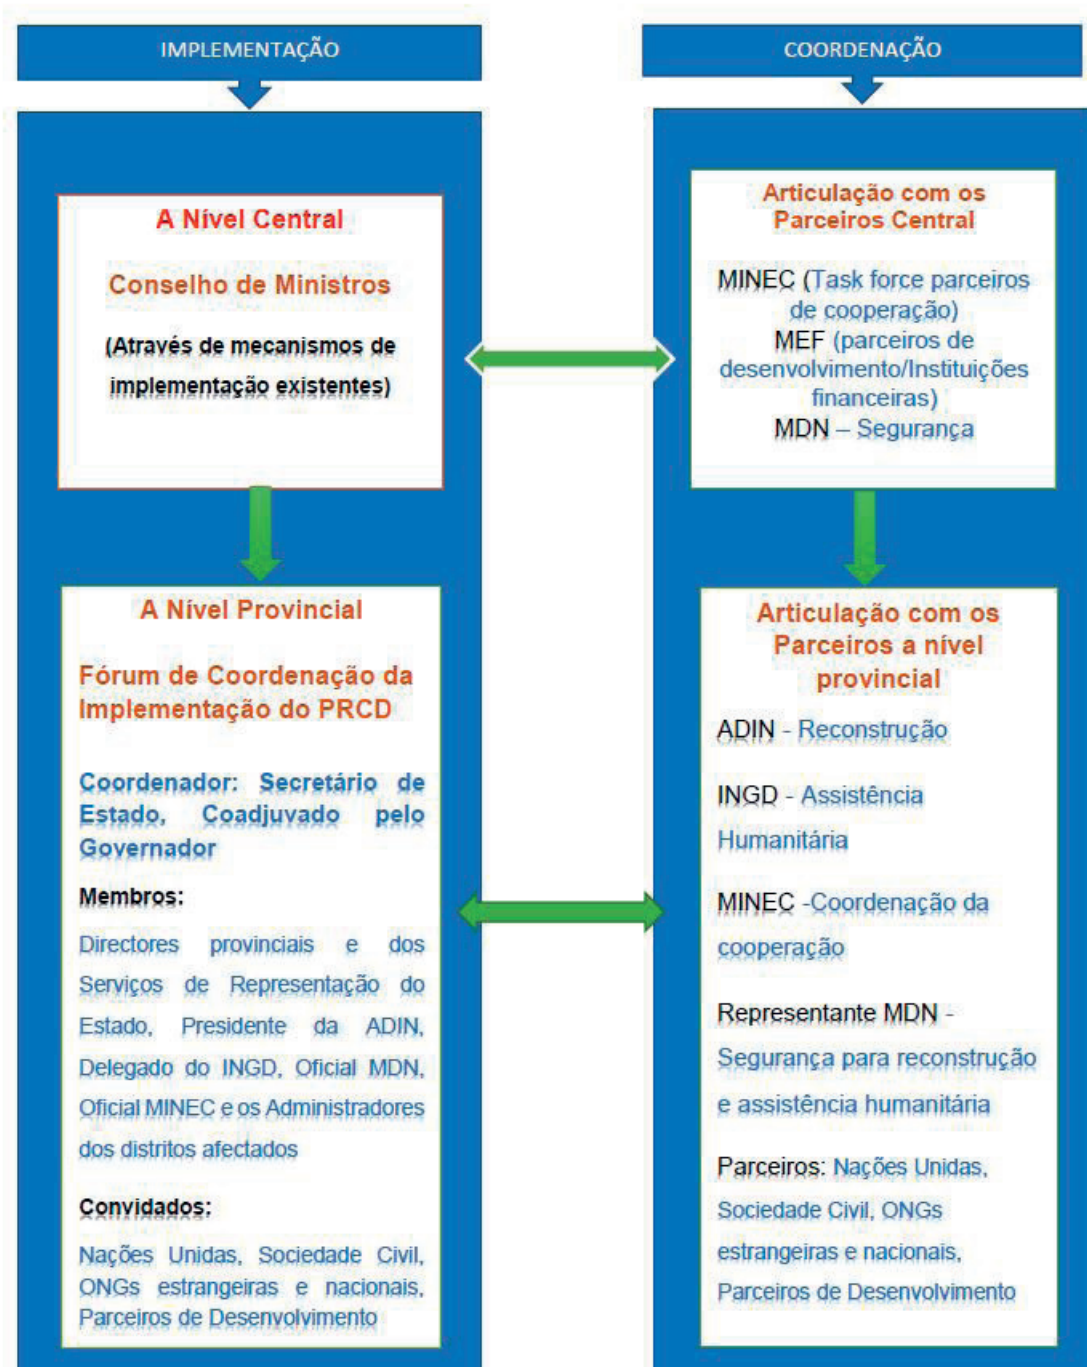 IMPLEMENTAÇÃO
A Nível Central
Conselho de Ministros
(Através de mecanismos de
implementação existentes)
A Nível Provincial
Fórum de Coordenação da
Implementação do PRCD
Coordenador: Secretário de
Estado, Coadjuvado pelo
Governador
Membros:
Directores provinciais e dos
Serviços de Representação do
Estado, Presidente da ADIN,
Delegado do INGD, Oficial MDN,
Oficial MINEC e os Administradores
dos distritos afectados
Convidados:
Nações Unidas, Sociedade Civil,
ONGs estrangeiras e nacionais,
Parceiros de Desenvolvimento
COORDENAÇÃO
Articulação com os
Parceiros Central
MINEC (Task force parceiros
de cooperação)
MEF (parceiros de
desenvolvimento/Instituições
financeiras)
MDN – Segurança
Articulação com os
Parceiros a nível
provincial
ADIN - Reconstrução
INGD - Assistência
Humanitária
MINEC -Coordenação da
cooperação
Representante MDN -
Segurança para reconstrução
e assistência humanitária
Parceiros: Nações Unidas,
Sociedade Civil, ONGs
estrangeiras e nacionais,
Parceiros de Desenvolvimento